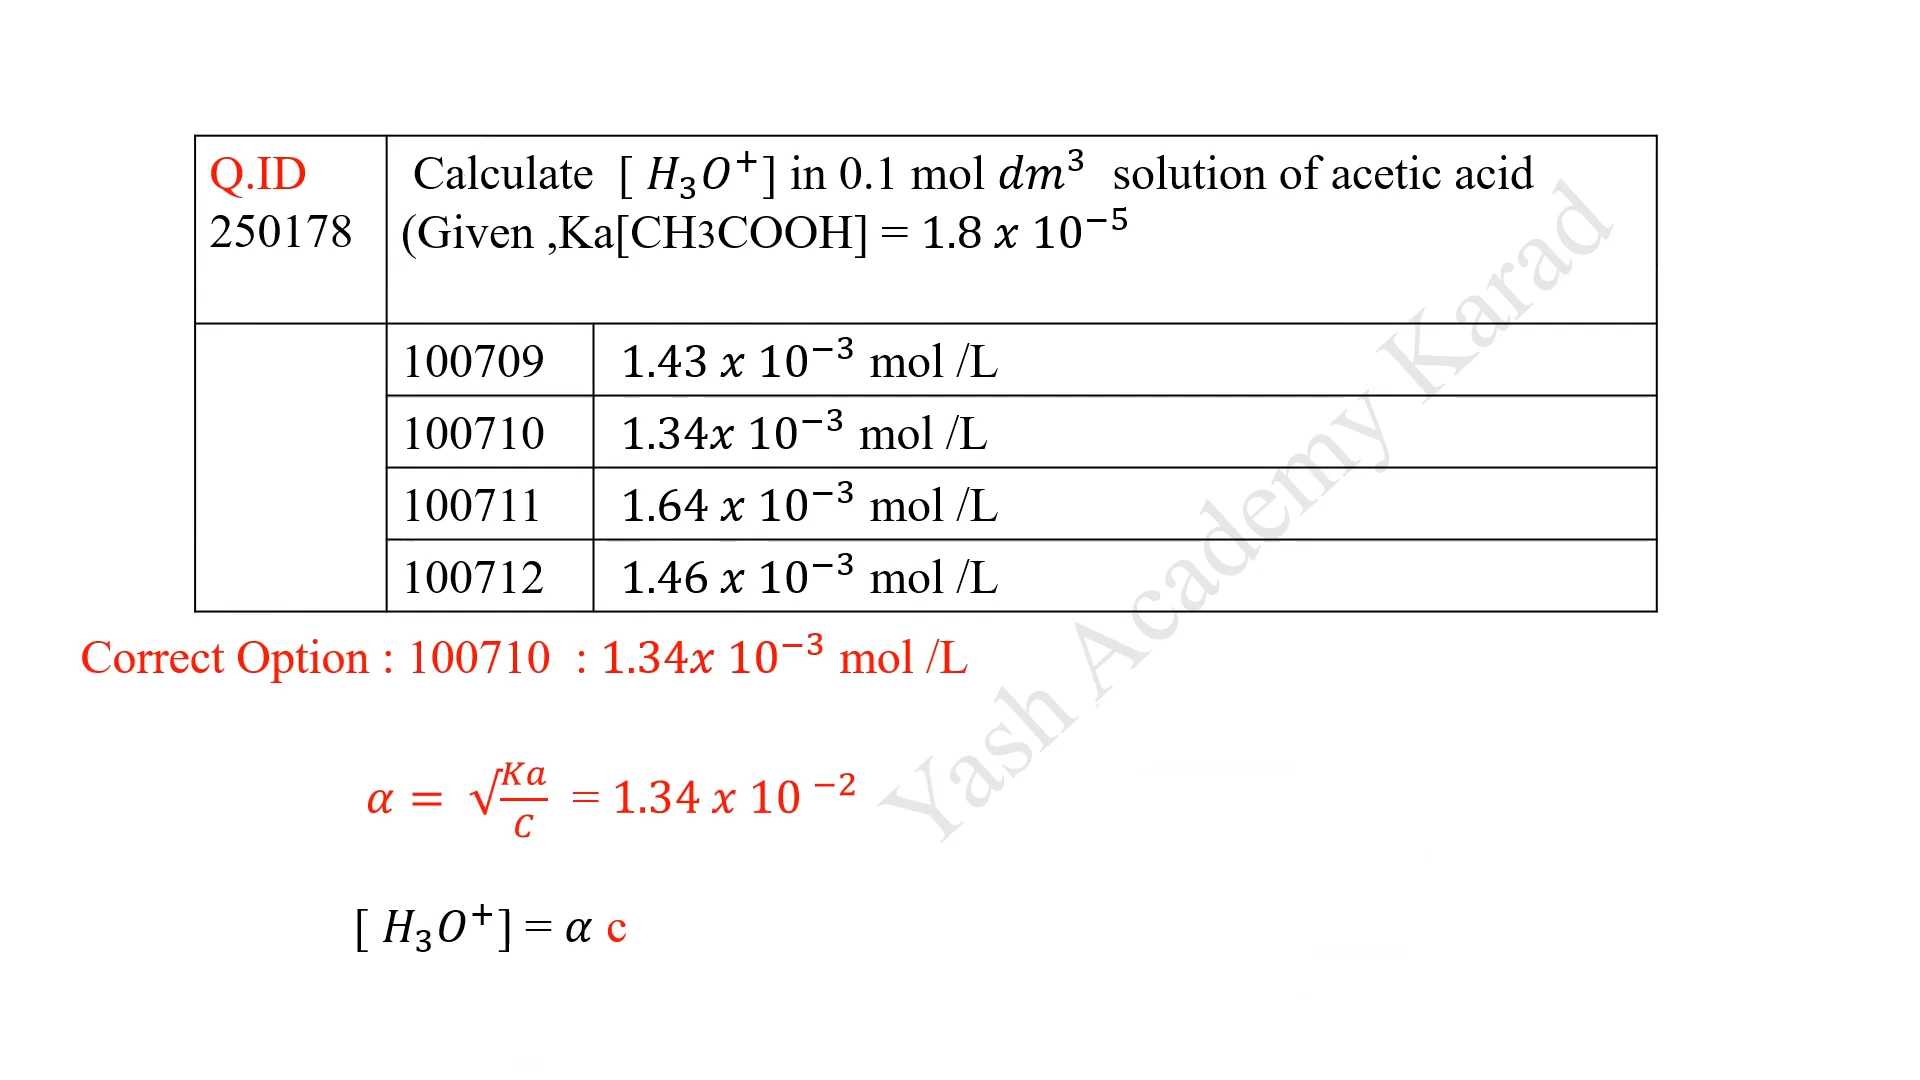 Q.ID
250178
Calculate [ H₃O⁺] in 0.1 mol dm³ solution of acetic acid
(Given ,Ka[CH3COOH] = 1.8 x 10⁻⁵
100709 1.43 x 10⁻³ mol /L
100710 1.34x 10⁻³ mol /L
100711 1.64 x 10⁻³ mol /L
100712 1.46 x 10⁻³ mol /L
Correct Option : 100710 : 1.34x 10⁻³ mol /L
α = √Ka/C = 1.34 x 10 ⁻²
[ H₃O⁺] = α c
Yash Academy Karad